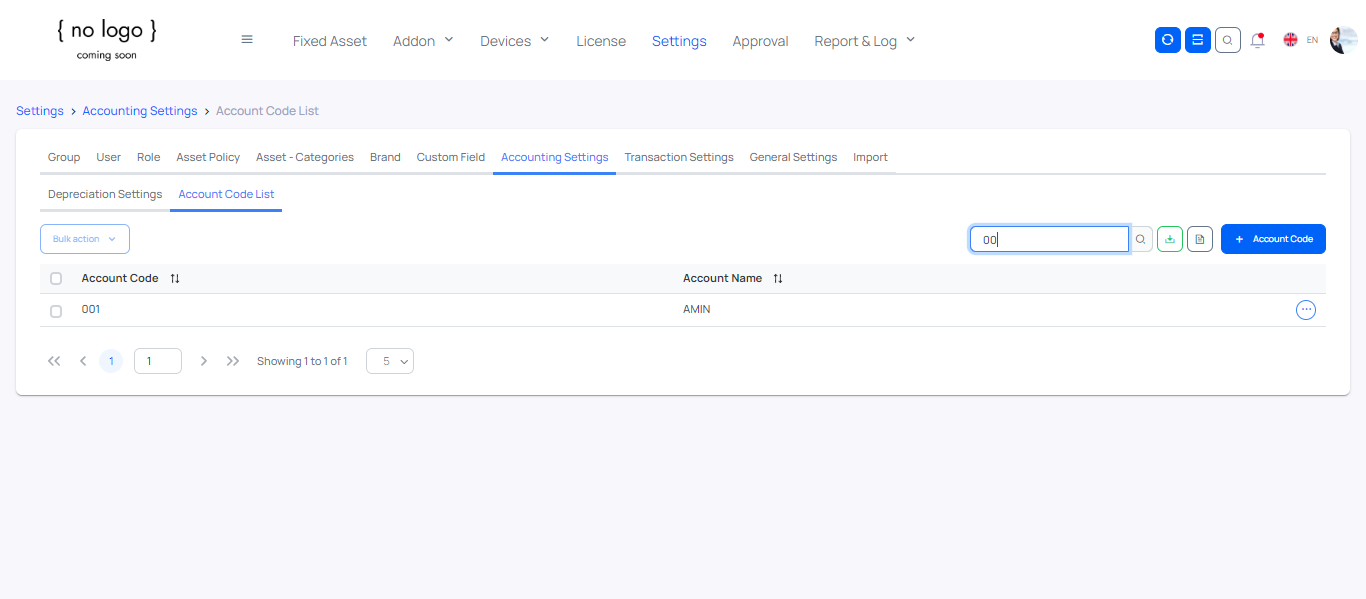 { no logo }
coming soon
Fixed Asset Addon Devices License Settings Approval Report & Log EN
Settings > Accounting Settings > Account Code List
Group User Role Asset Policy Asset - Categories Brand Custom Field Accounting Settings Transaction Settings General Settings Import
Depreciation Settings Account Code List
Bulk action 00 + Account Code
Account Code Account Name
001 AMIN
1 1 Showing 1 to 1 of 1 5